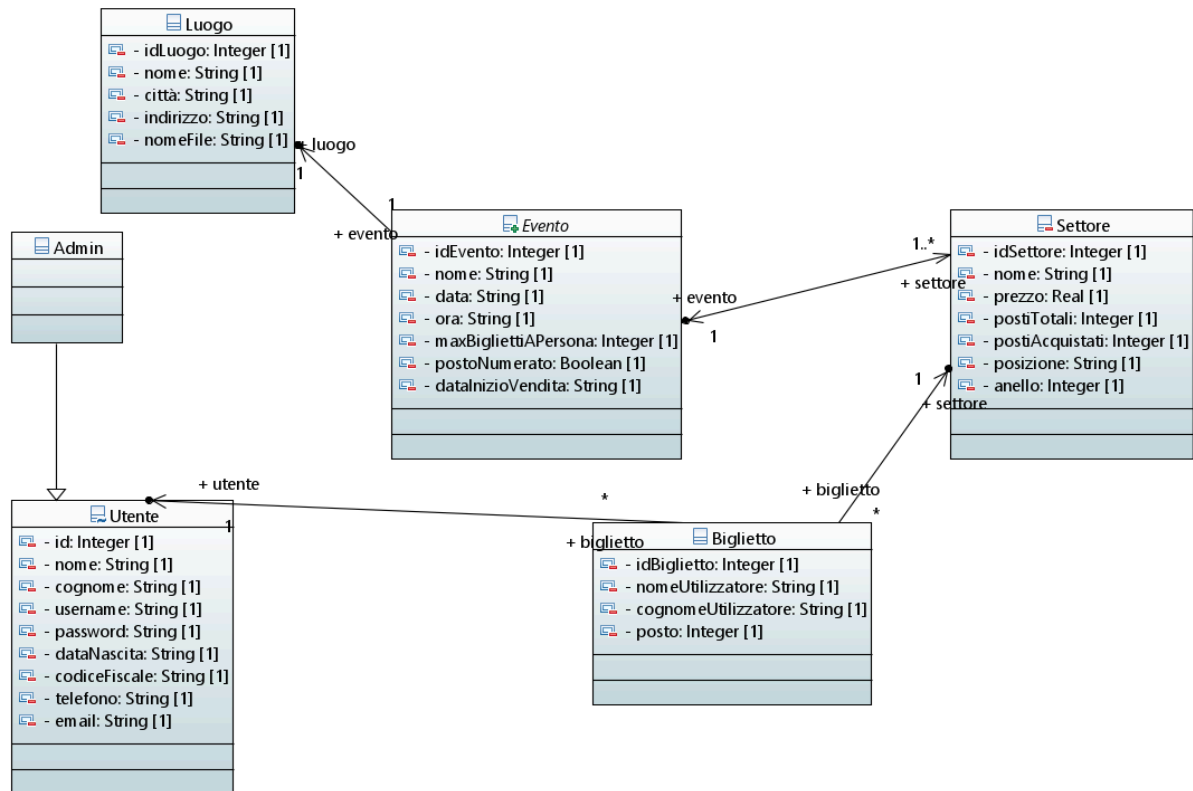 Luogo
- idLuogo: Integer [1]
- nome: String [1]
- città: String [1]
- indirizzo: String [1]
- nomeFile: String [1]
+ luogo
1
1
+ evento
Evento
- idEvento: Integer [1]
- nome: String [1]
- data: String [1]
- ora: String [1]
- maxBigliettiAPersona: Integer [1]
- postoNumerato: Boolean [1]
- dataInizioVendita: String [1]
+ evento
1
1..*
+ settore
Settore
- idSettore: Integer [1]
- nome: String [1]
- prezzo: Real [1]
- postiTotali: Integer [1]
- postiAcquistati: Integer [1]
- posizione: String [1]
- anello: Integer [1]
1
+ settore
+ biglietto
*
Admin
Utente
- id: Integer [1]
- nome: String [1]
- cognome: String [1]
- username: String [1]
- password: String [1]
- dataNascita: String [1]
- codiceFiscale: String [1]
- telefono: String [1]
- email: String [1]
+ utente
1
*
+ biglietto
Biglietto
- idBiglietto: Integer [1]
- nomeUtilizzatore: String [1]
- cognomeUtilizzatore: String [1]
- posto: Integer [1]